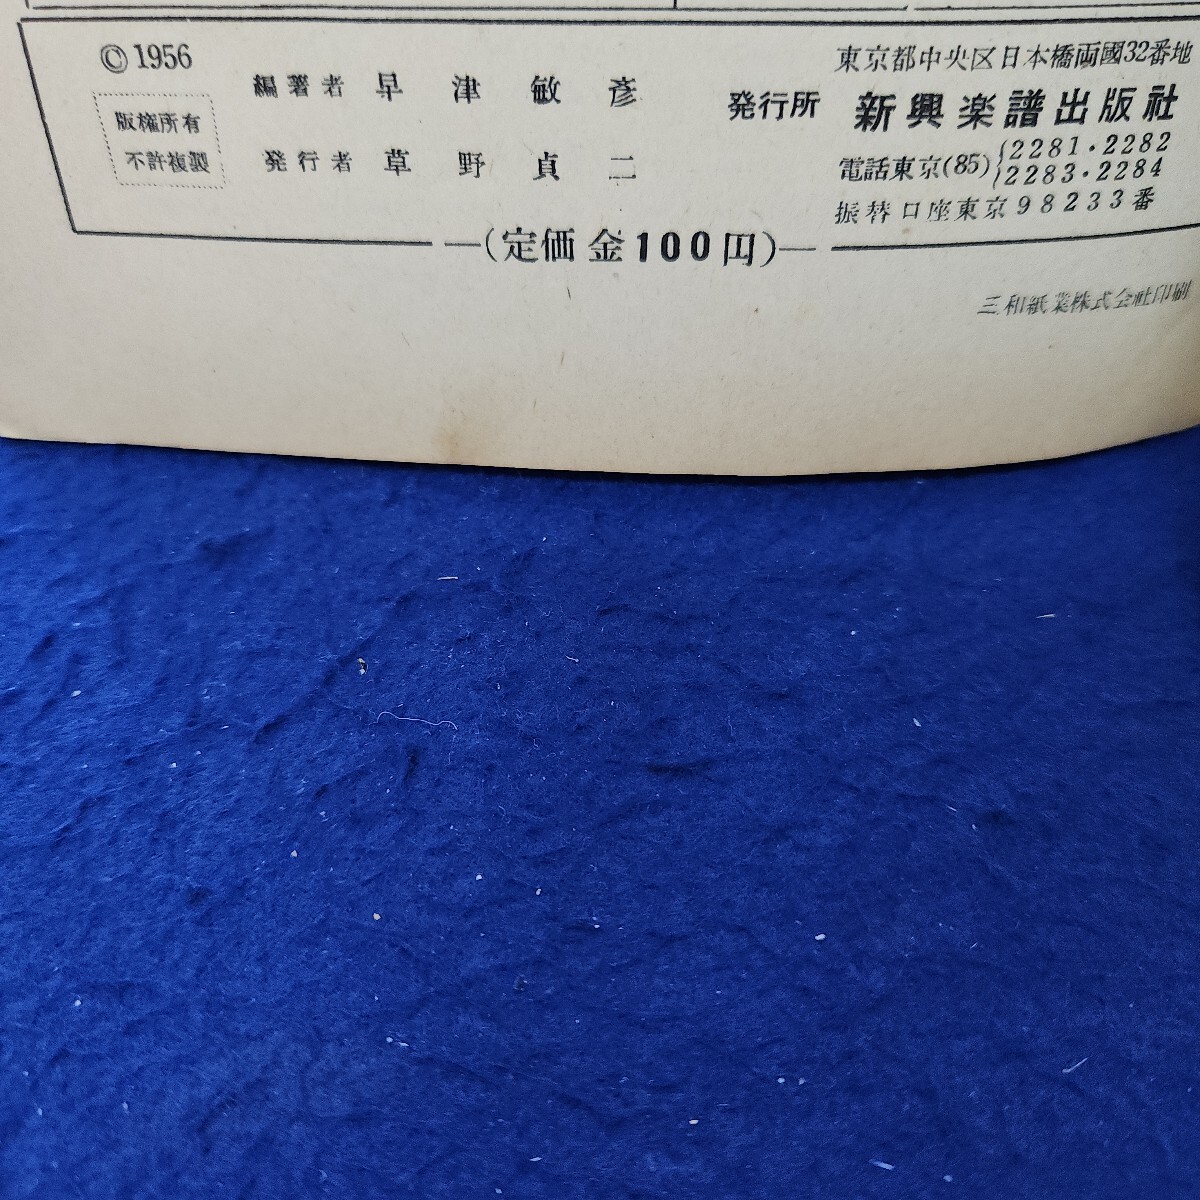 © 1956
版権所有
不許複製
編著者 早津敏彦
発行者 草野貞二
東京都中央区日本橋両國32番地
発行所 新興楽譜出版社
電話東京(85){2281・2282
{2283・2284
振替口座東京98233番
―(定価金100円)―
三和紙業株式会社印刷